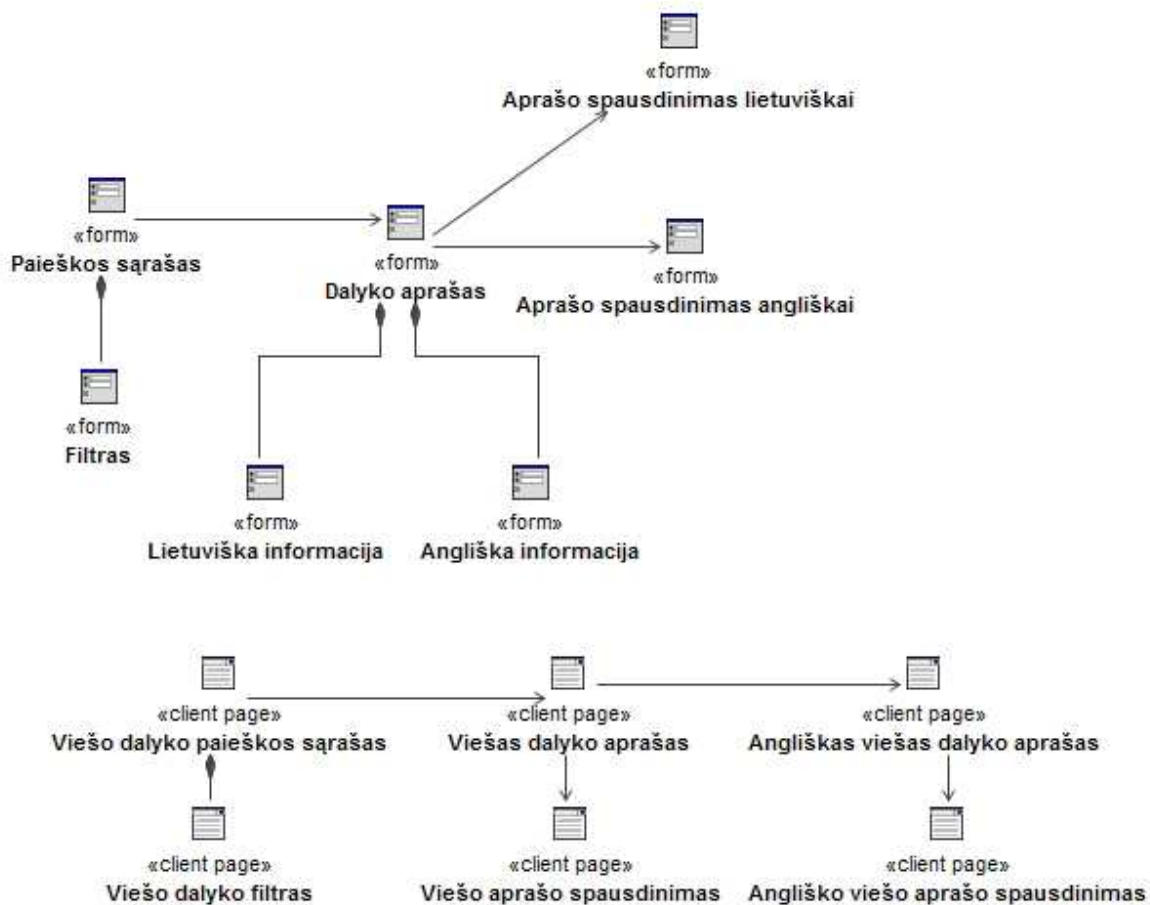 «form»
Aprašo spausdinimas lietuviškai
«form»
Paieškos sąrašas
«form»
Dalyko aprašas
«form»
Aprašo spausdinimas angliškai
«form»
Filtras
«form»
Lietuviška informacija
«form»
Angliška informacija
«client page»
Viešo dalyko paieškos sąrašas
«client page»
Viešas dalyko aprašas
«client page»
Angliškas viešas dalyko aprašas
«client page»
Viešo dalyko filtras
«client page»
Viešo aprašo spausdinimas
«client page»
Angliško viešo aprašo spausdinimas